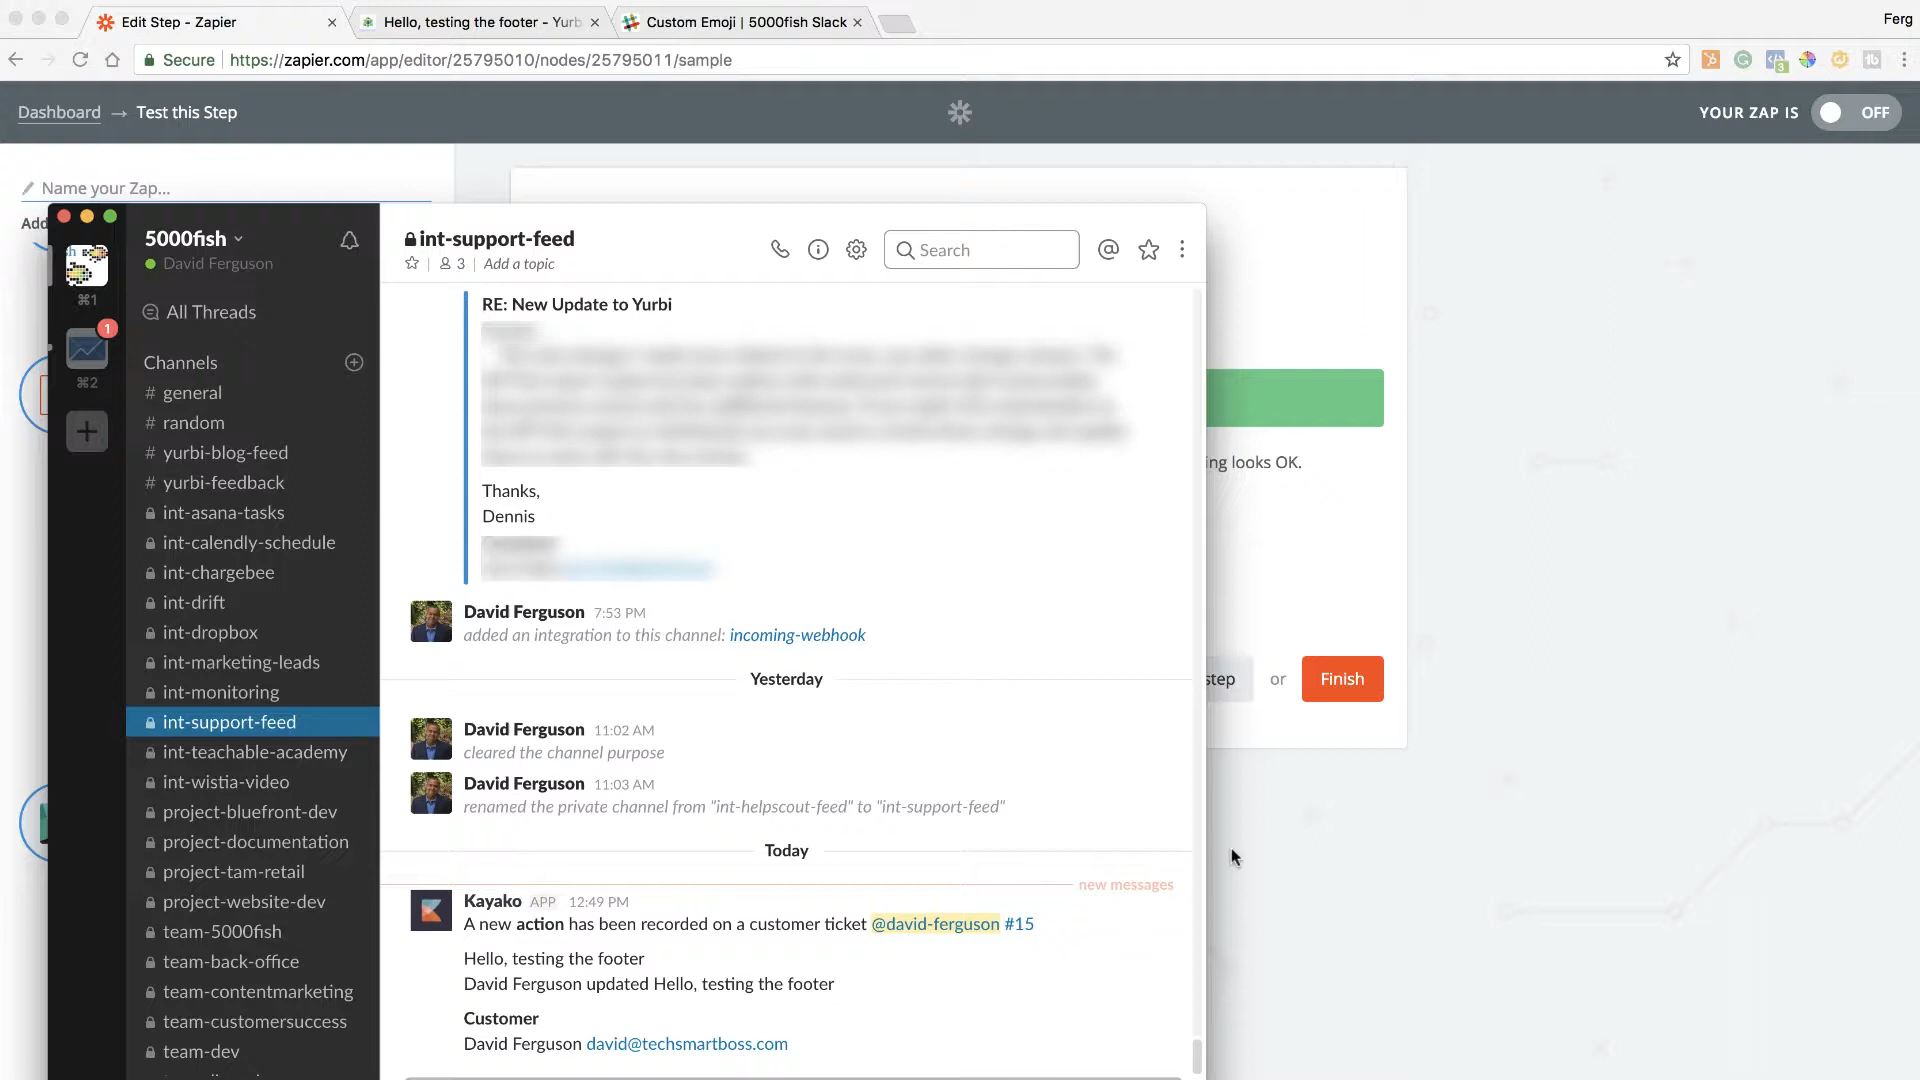 Edit Step - Zapier
Hello, testing the footer - Yurb
Custom Emoji | 5000fish Slack
Ferg
Secure https://zapier.com/app/editor/25795010/nodes/25795011/sample
3
Dashboard → Test this Step
YOUR ZAP IS OFF
Name your Zap...
Add
5000fish
David Ferguson
⌘1
1
⌘2
All Threads
Channels
# general
# random
# yurbi-blog-feed
# yurbi-feedback
int-asana-tasks
int-calendly-schedule
int-chargebee
int-drift
int-dropbox
int-marketing-leads
int-monitoring
int-support-feed
int-teachable-academy
int-wistia-video
project-bluefront-dev
project-documentation
project-tam-retail
project-website-dev
team-5000fish
team-back-office
team-contentmarketing
team-customersuccess
team-dev
int-support-feed
3 | Add a topic
Search
RE: New Update to Yurbi
Thanks,
Dennis
David Ferguson 7:53 PM
added an integration to this channel: incoming-webhook
Yesterday
David Ferguson 11:02 AM
cleared the channel purpose
David Ferguson 11:03 AM
renamed the private channel from "int-helpscout-feed" to "int-support-feed"
Today
new messages
Kayako APP 12:49 PM
A new action has been recorded on a customer ticket @david-ferguson #15
Hello, testing the footer
David Ferguson updated Hello, testing the footer
Customer
David Ferguson david@techsmartboss.com
ing looks OK.
step or Finish